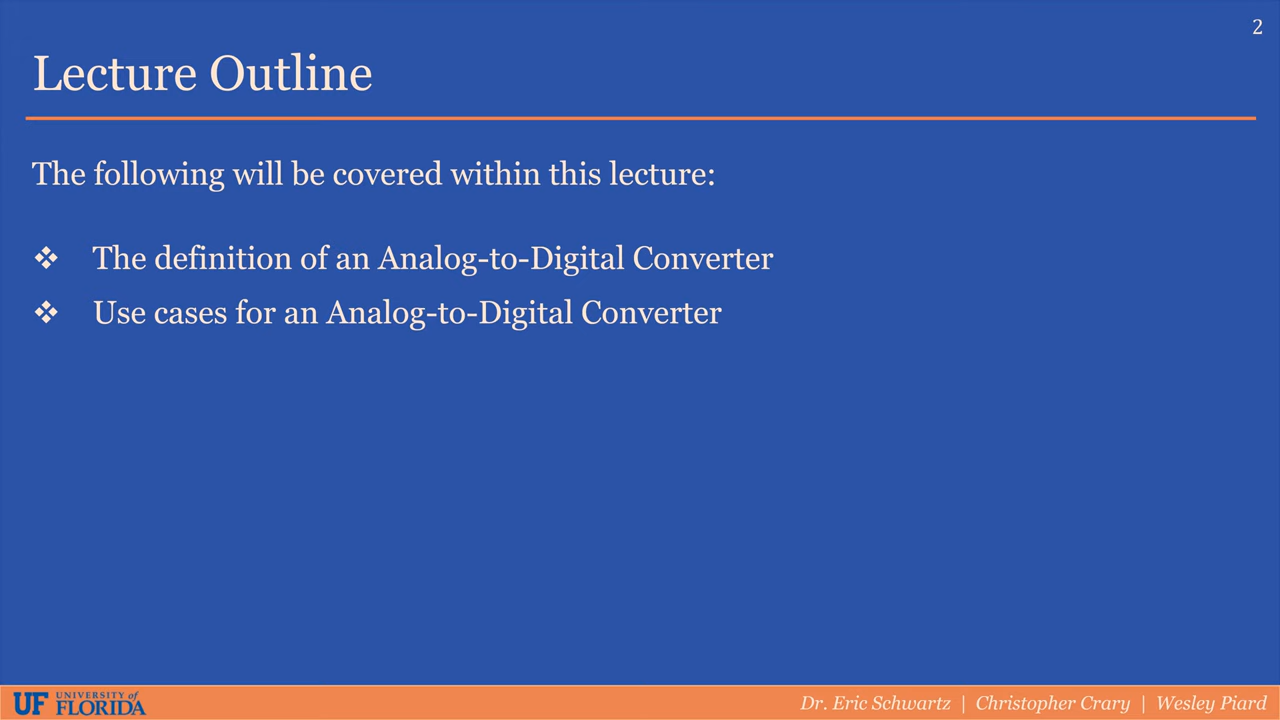 2
Lecture Outline
The following will be covered within this lecture:
❖ The definition of an Analog-to-Digital Converter
❖ Use cases for an Analog-to-Digital Converter
UF UNIVERSITY of
FLORIDA
Dr. Eric Schwartz | Christopher Crary | Wesley Piard